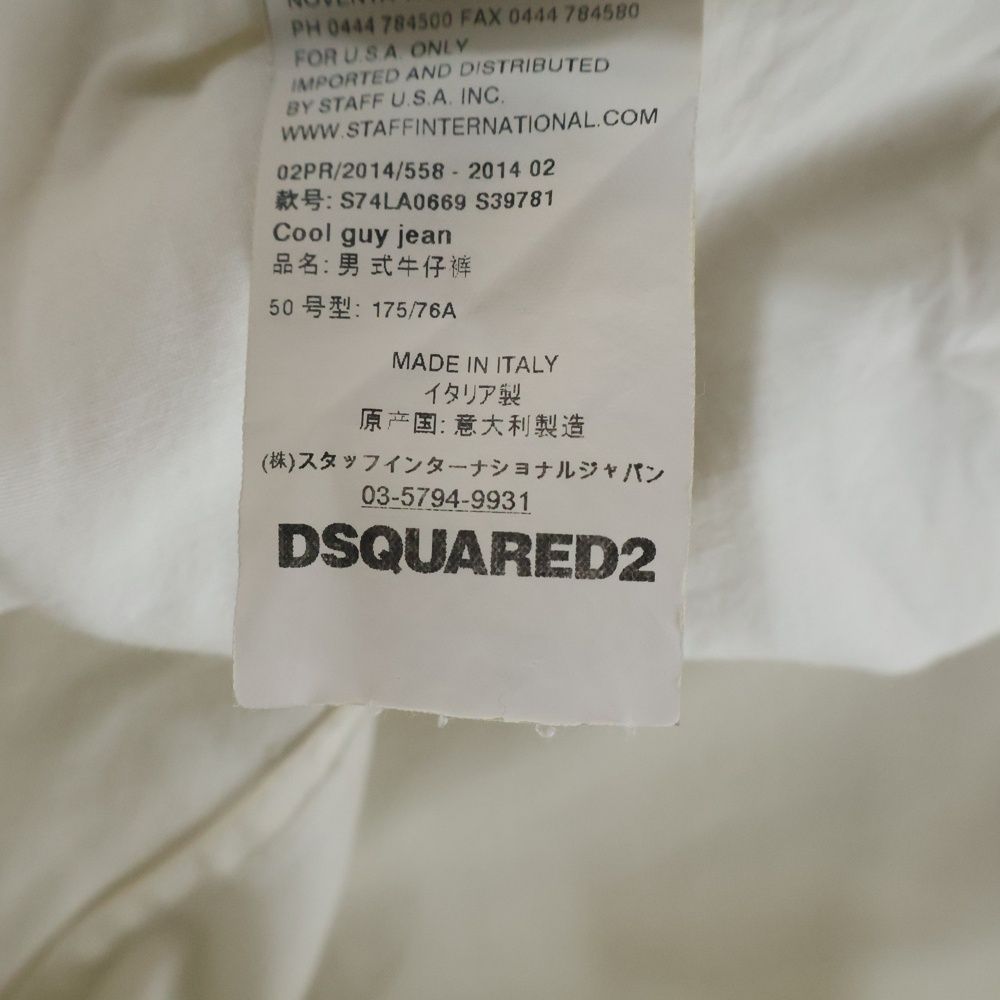 PH 0444 784500 FAX 0444 784580
FOR U.S.A. ONLY
IMPORTED AND DISTRIBUTED
BY STAFF U.S.A. INC.
WWW.STAFFINTERNATIONAL.COM
02PR/2014/558 - 2014 02
款号: S74LA0669 S39781
Cool guy jean
品名: 男 式牛仔裤
50 号型: 175/76A
MADE IN ITALY
イタリア製
原产国: 意大利製造
(株)スタッフインターナショナルジャパン
03-5794-9931
DSQUARED2